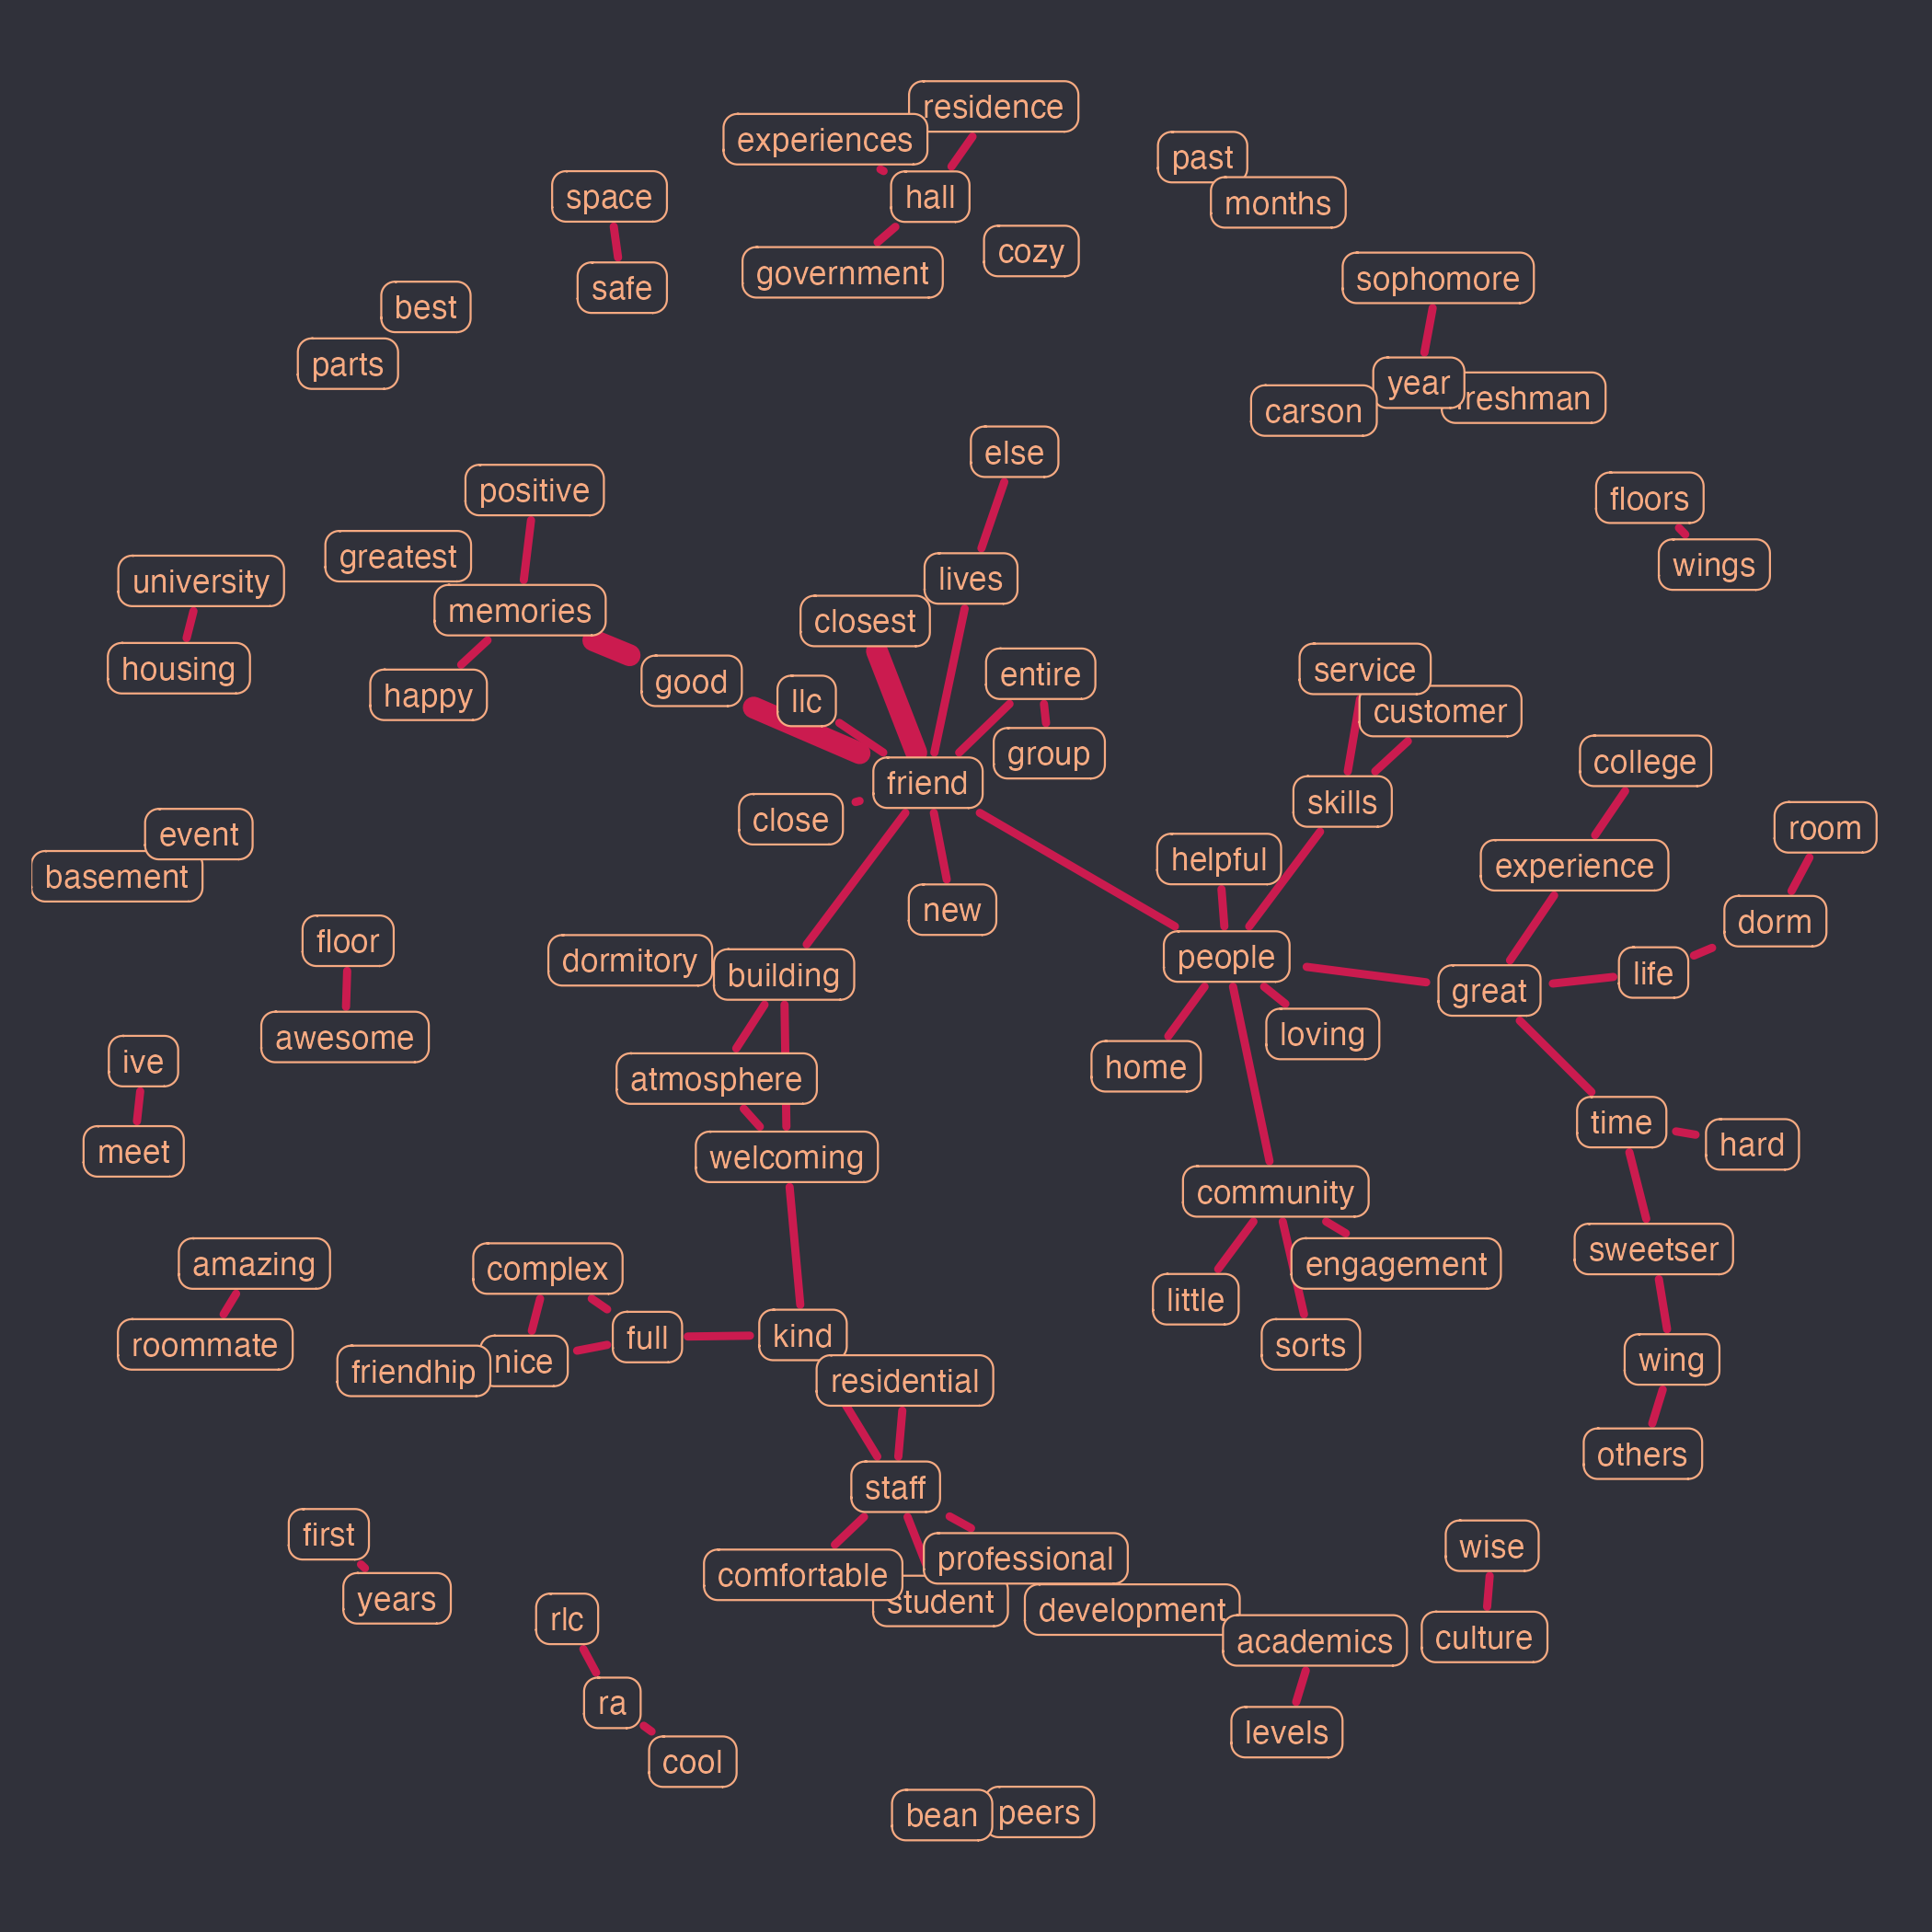 residence
experiences
hall
government
cozy
past
months
space
safe
sophomore
year
freshman
carson
best
parts
else
positive
greatest
memories
happy
good
floors
wings
university
housing
lives
closest
llc
entire
group
friend
close
new
service
customer
skills
helpful
people
college
experience
room
dorm
life
great
event
basement
floor
awesome
dormitory
building
loving
home
ive
meet
atmosphere
welcoming
time
hard
community
engagement
little
sorts
sweetser
wing
others
amazing
roommate
complex
full
kind
nice
friendhip
residential
staff
first
years
comfortable
professional
student
development
academics
levels
wise
culture
rlc
ra
cool
bean
peers